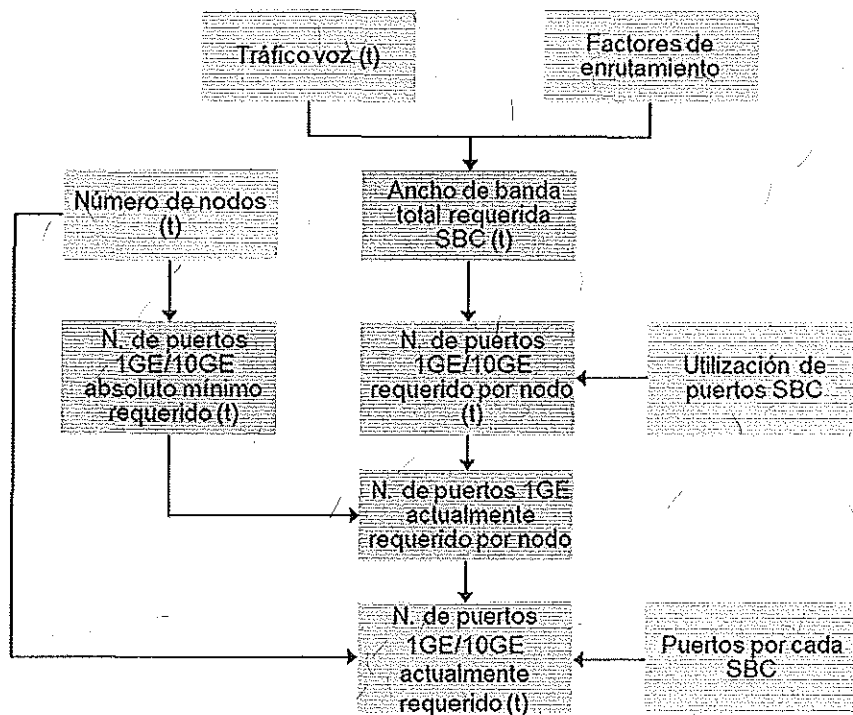 Tráfico voz (t)
Factores de
enrutamiento
Número de nodos
(t)
Ancho de banda
total requerida
SBC (t)
N. de puertos
1GE/10GE
absoluto mínimo
requerido (t)
N. de puertos
1GE/10GE
requerido por nodo
(t)
Utilización de
puertos SBC
N. de puertos 1GE
actualmente
requerido por nodo
N. de puertos
1GE/10GE
actualmente
requerido (t)
Puertos por cada
SBC